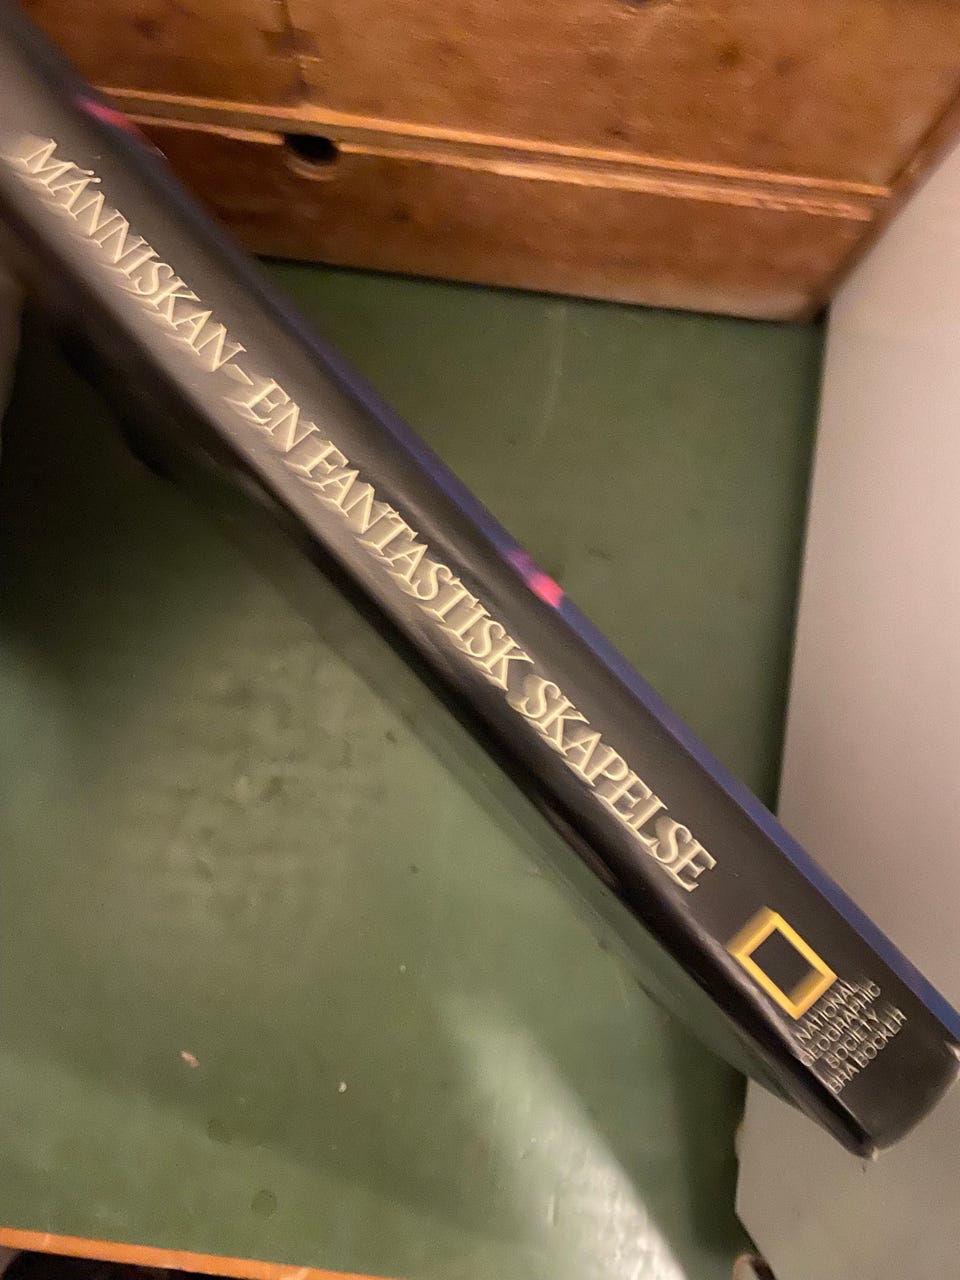 MÄNNISKAN – EN FANTASTISK SKAPELSE
NATIONAL
GEOGRAPHIC
SOCIETY
BRA BÖCKER